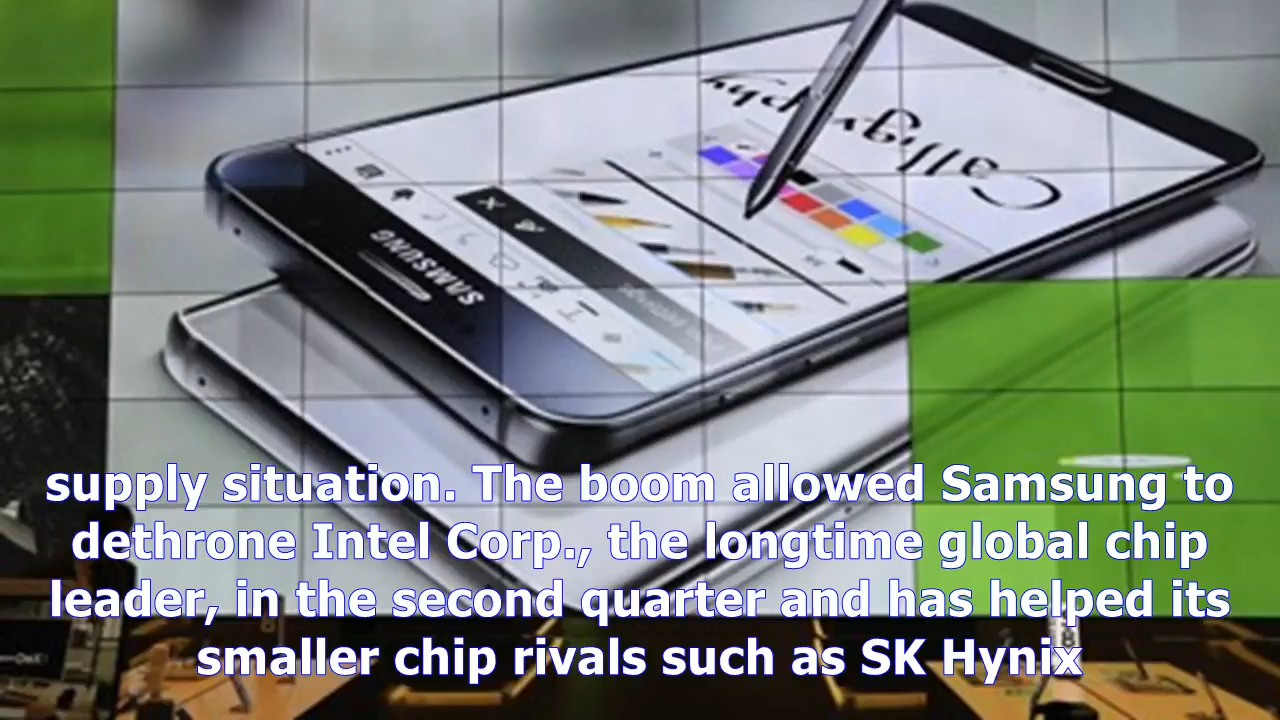 Calligraphy
SAMSUNG
supply situation. The boom allowed Samsung to
dethrone Intel Corp., the longtime global chip
leader, in the second quarter and has helped its
smaller chip rivals such as SK Hynix